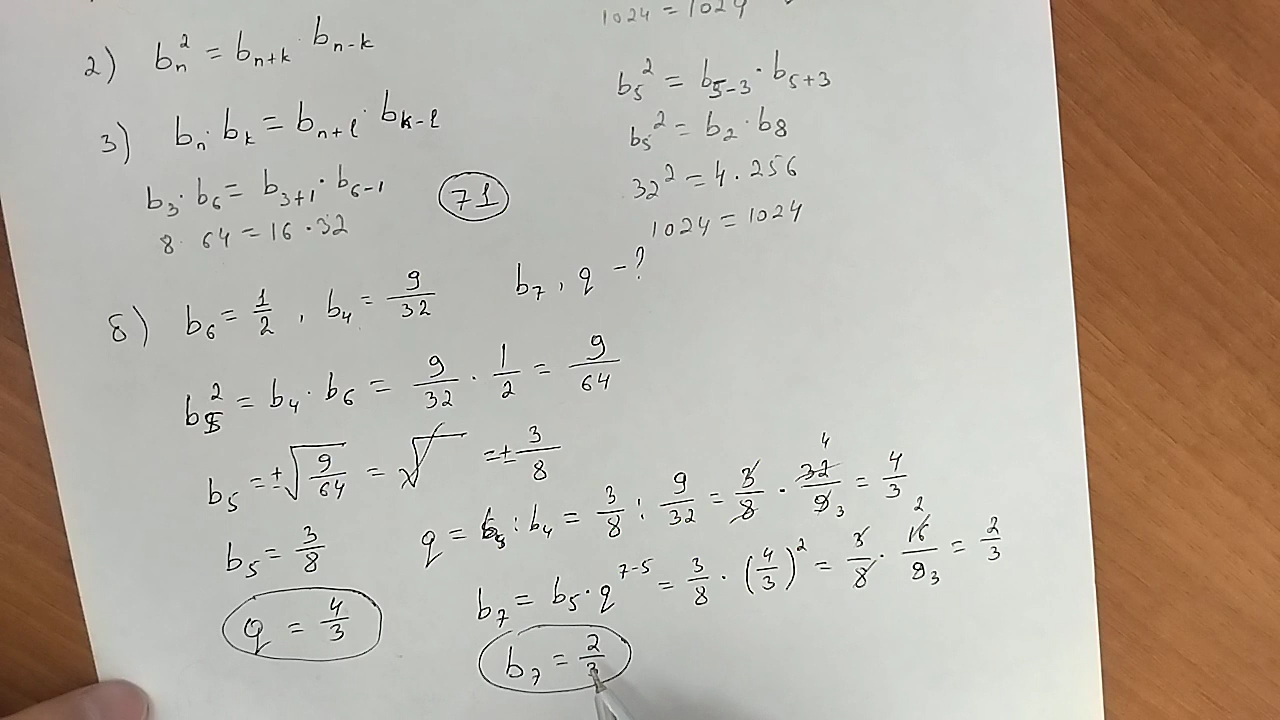 1024 = 1024
2) b_n^2 = b_{n+k} · b_{n-k}
b_5^2 = b_{5-3} · b_{5+3}
3) b_n · b_k = b_{n+l} · b_{k-l}
b_5^2 = b_2 · b_8
b_3 · b_6 = b_{3+1} · b_{6-1}
71
32^2 = 4 · 256
8 · 64 = 16 · 32
1024 = 1024
б) b_6 = 1/2 , b_4 = 9/32 b_7 , q - ?
b_5^2 = b_4 · b_6 = 9/32 · 1/2 = 9/64
b_5 = ±√(9/64) = √ = ± 3/8
b_5 = 3/8
q = b_5 : b_4 = 3/8 : 9/32 = 3/8 · 32/9 = 4/3
4 3
q = 4/3
b_7 = b_5 · q^{7-5} = 3/8 · (4/3)^2 = 3/8 · 16/9 = 2/3
2 3
b_7 = 2/3